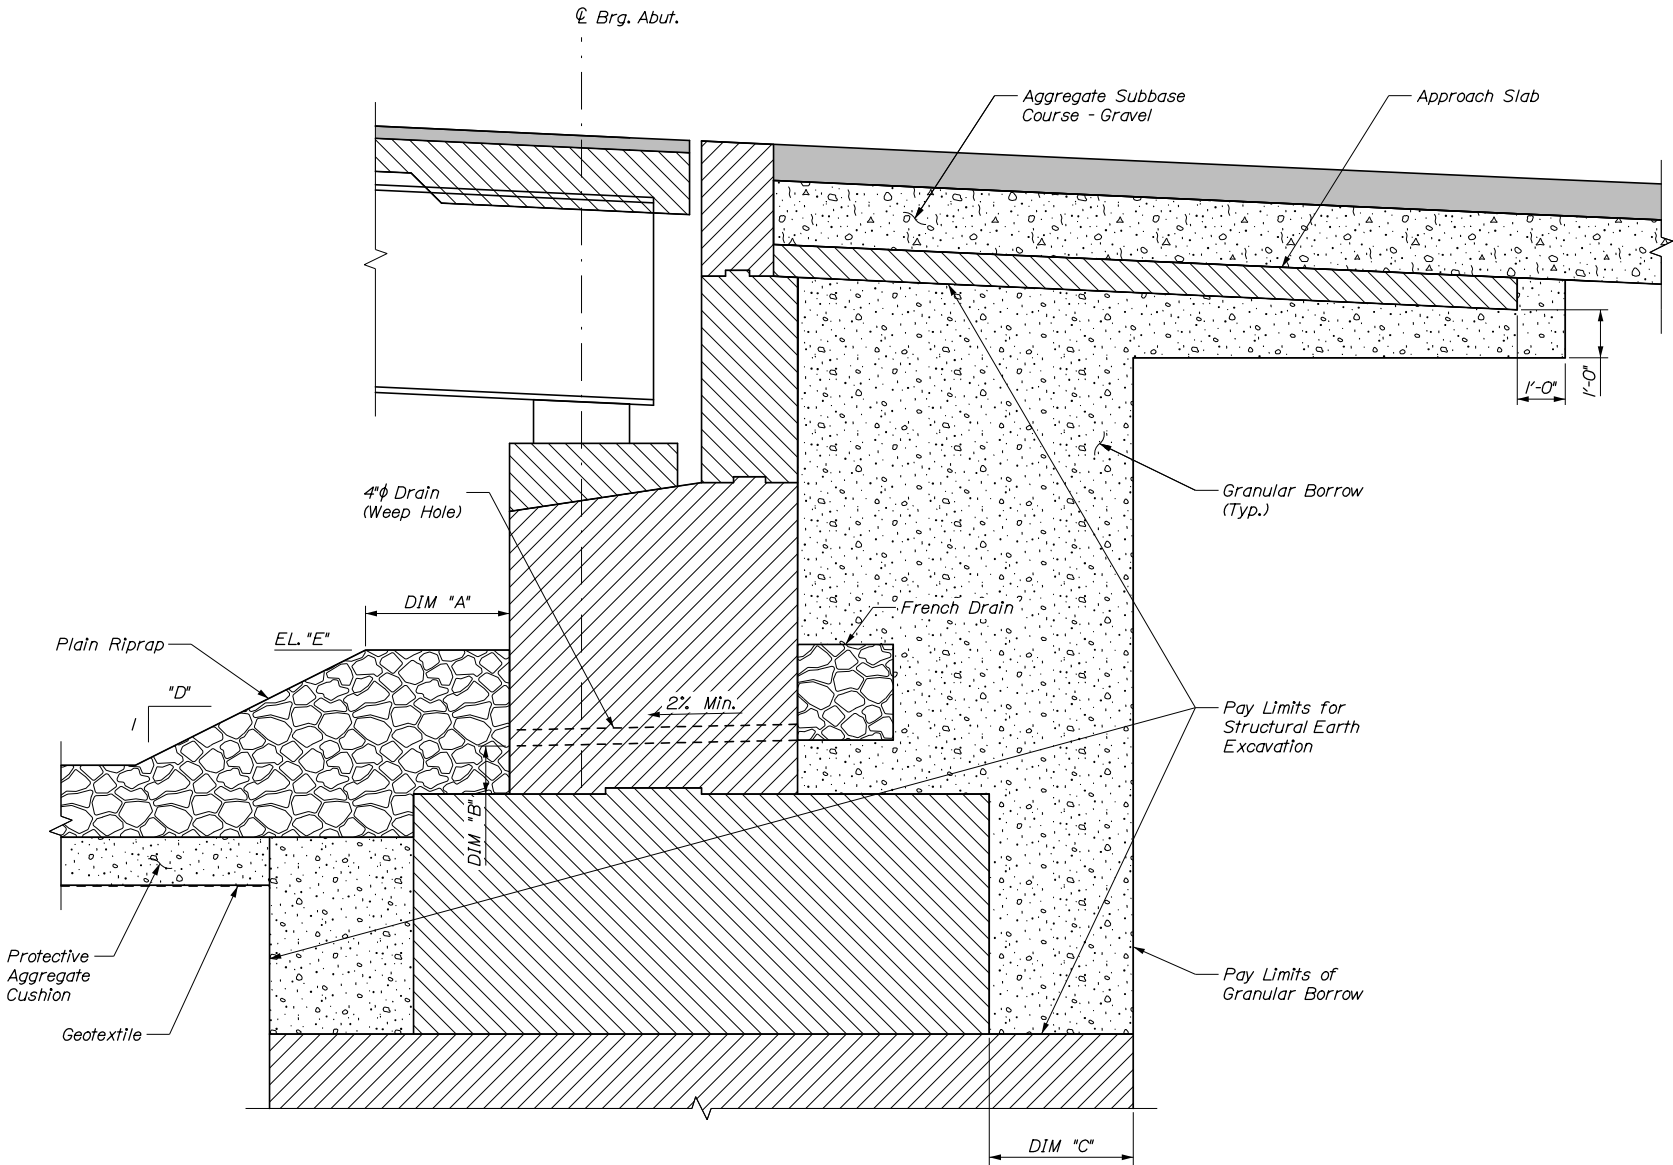 ℄ Brg. Abut.
Aggregate Subbase
Course - Gravel
Approach Slab
1'-0"
1'-0"
4"ϕ Drain
(Weep Hole)
Granular Borrow
(Typ.)
DIM "A"
French Drain
EL. "E"
Plain Riprap
"D"
1
2% Min.
Pay Limits for
Structural Earth
Excavation
DIM "B"
Protective
Aggregate
Cushion
Pay Limits of
Granular Borrow
Geotextile
DIM "C"